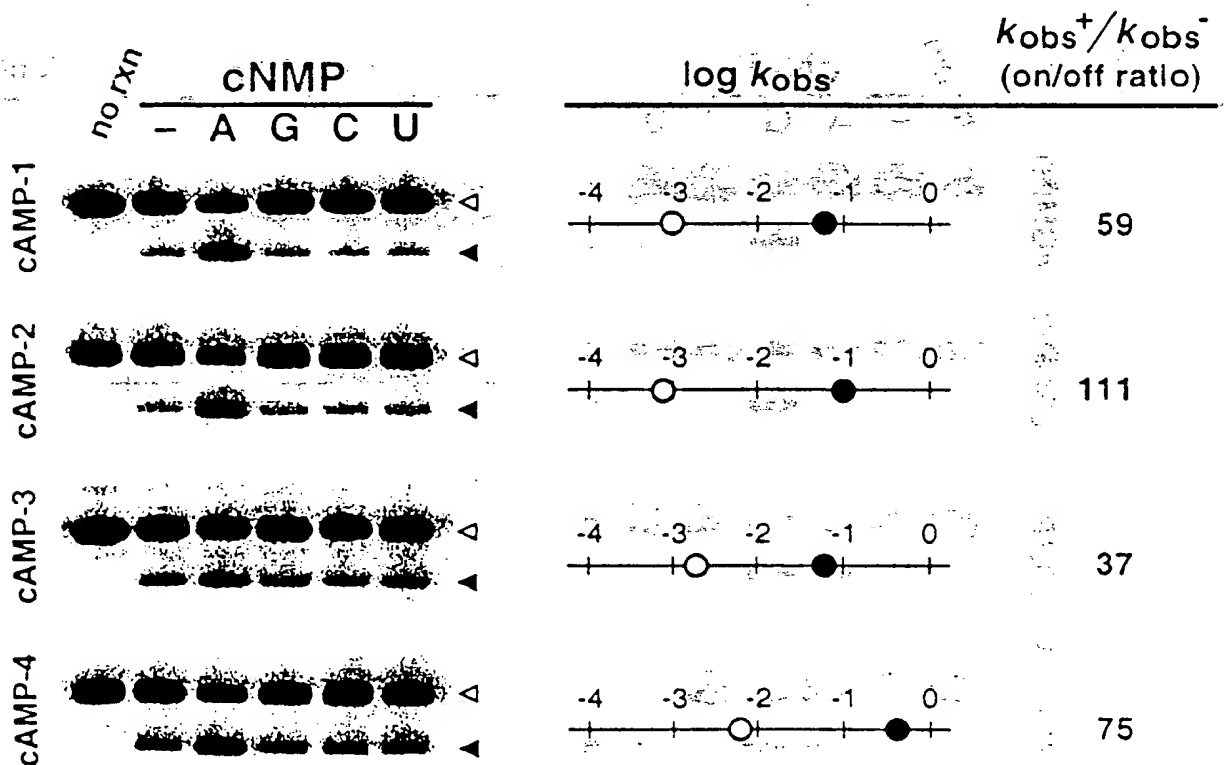 no rxn
cNMP
log kobs
kobs+/kobs-
(on/off ratio)
- A G C U
cAMP-1
-4 -3 -2 -1 0
59
cAMP-2
-4 -3 -2 -1 0
111
cAMP-3
-4 -3 -2 -1 0
37
cAMP-4
-4 -3 -2 -1 0
75